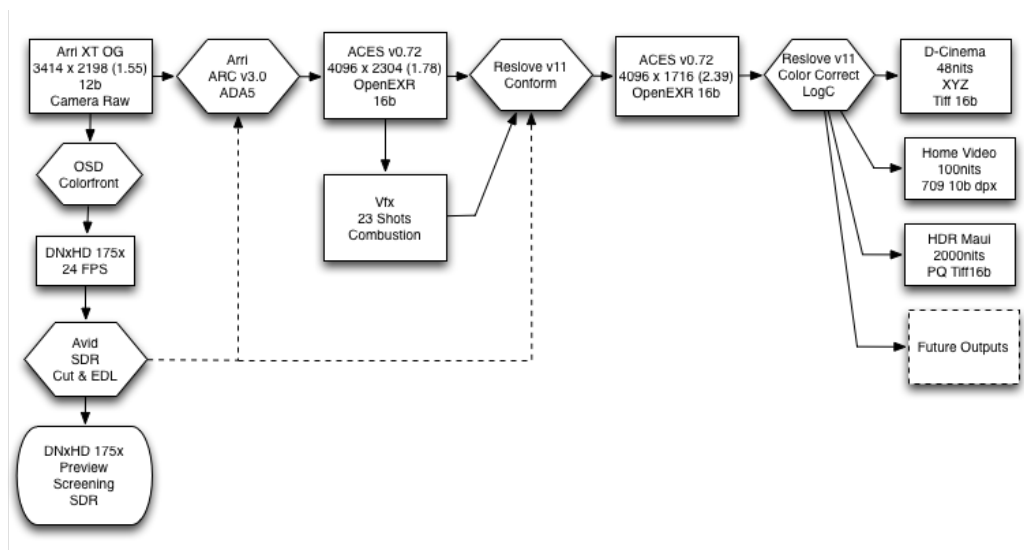 Arri XT OG
3414 x 2198 (1.55)
12b
Camera Raw
Arri
ARC v3.0
ADA5
ACES v0.72
4096 x 2304 (1.78)
OpenEXR
16b
Reslove v11
Conform
ACES v0.72
4096 x 1716 (2.39)
OpenEXR 16b
Reslove v11
Color Correct
LogC
D-Cinema
48nits
XYZ
Tiff 16b
OSD
Colorfront
Vfx
23 Shots
Combustion
Home Video
100nits
709 10b dpx
DNxHD 175x
24 FPS
HDR Maui
2000nits
PQ Tiff16b
Avid
SDR
Cut & EDL
Future Outputs
DNxHD 175x
Preview
Screening
SDR